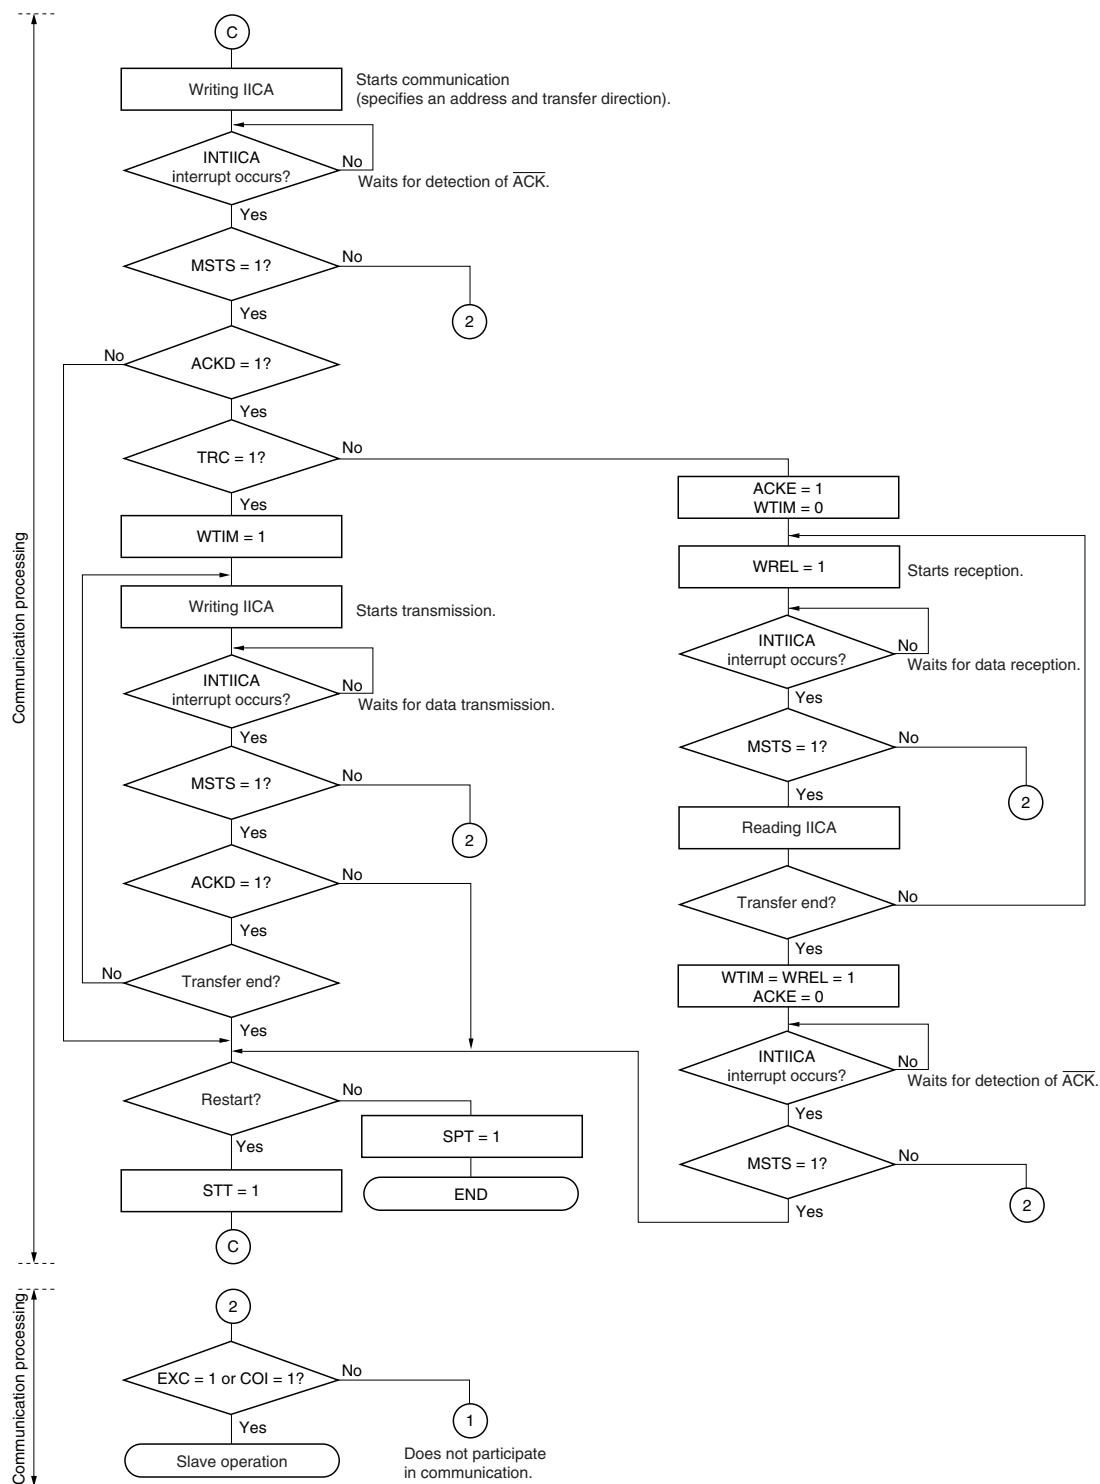 C
Writing IICA
Starts communication
(specifies an address and transfer direction).
INTIICA
interrupt occurs?
No
Waits for detection of ACK.
Yes
MSTS = 1?
No
2
Yes
ACKD = 1?
No
Yes
TRC = 1?
No
Yes
WTIM = 1
Writing IICA
Starts transmission.
INTIICA
interrupt occurs?
No
Waits for data transmission.
Yes
MSTS = 1?
No
2
Yes
ACKD = 1?
No
Yes
Transfer end?
No
Yes
Restart?
No
SPT = 1
END
Yes
STT = 1
C
ACKE = 1
WTIM = 0
WREL = 1
Starts reception.
INTIICA
interrupt occurs?
No
Waits for data reception.
Yes
MSTS = 1?
No
2
Yes
Reading IICA
Transfer end?
No
Yes
WTIM = WREL = 1
ACKE = 0
INTIICA
interrupt occurs?
No
Waits for detection of ACK.
Yes
MSTS = 1?
No
2
Yes
Communication processing
2
EXC = 1 or COI = 1?
No
1
Does not participate
in communication.
Yes
Slave operation
Communication processing